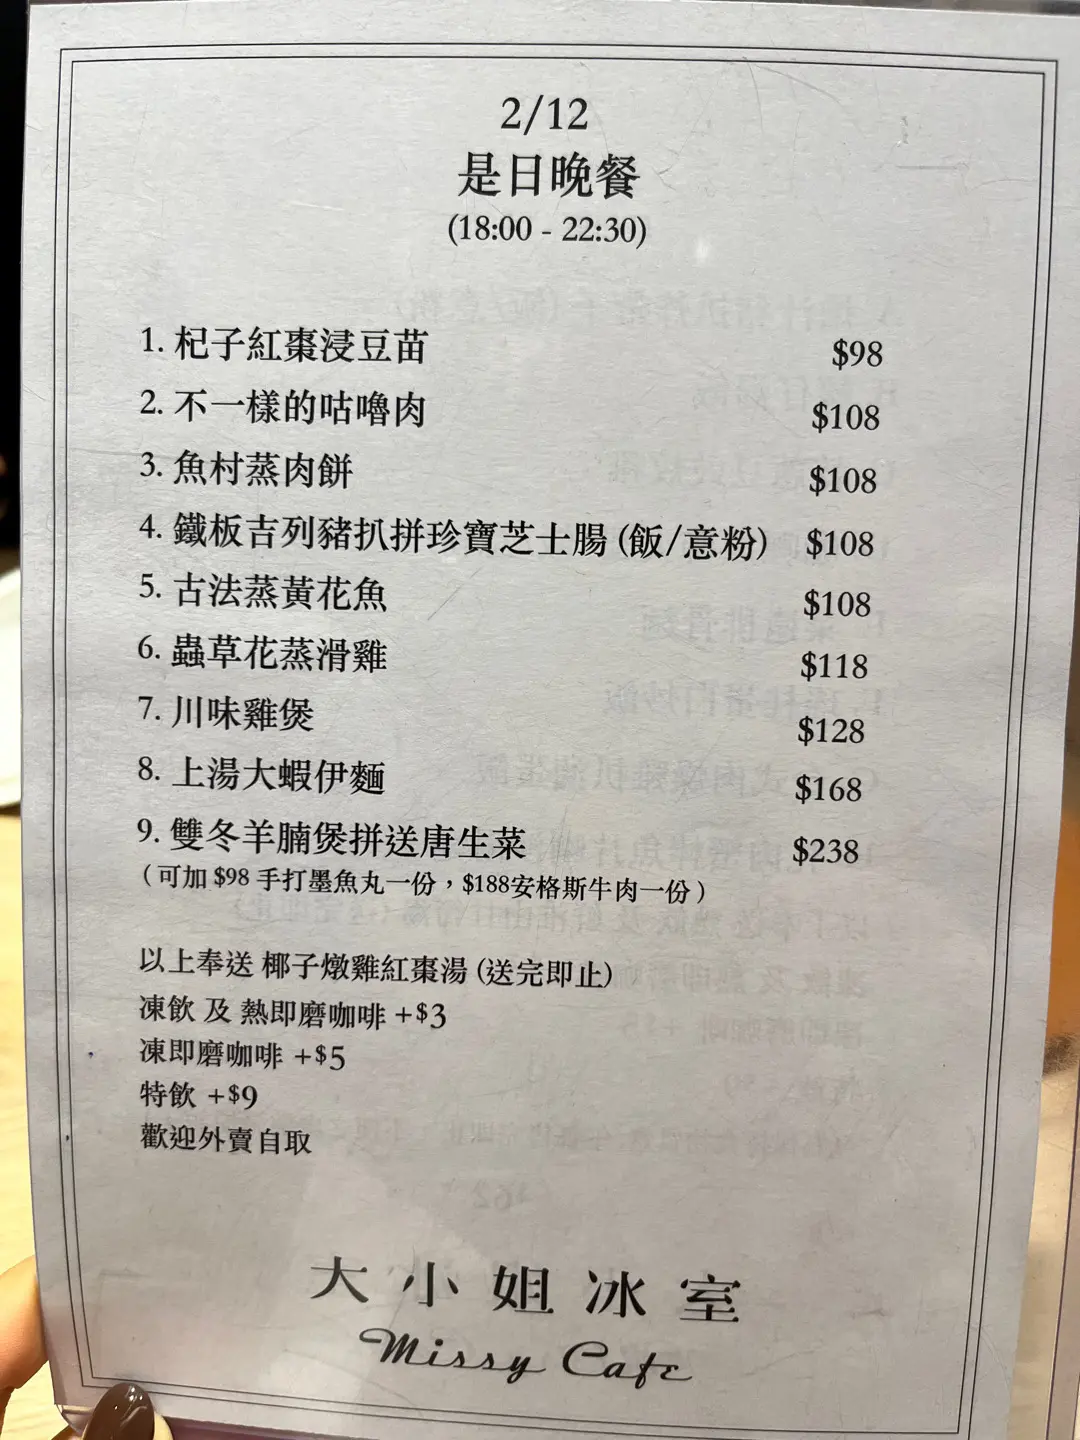 2/12
是日晚餐
(18:00 - 22:30)
1. 杞子紅棗浸豆苗 $98
2. 不一樣的咕嚕肉 $108
3. 魚村蒸肉餅 $108
4. 鐵板吉列豬扒拼珍寶芝士腸 (飯/意粉) $108
5. 古法蒸黃花魚 $108
6. 蟲草花蒸滑雞 $118
7. 川味雞煲 $128
8. 上湯大蝦伊麵 $168
9. 雙冬羊腩煲拼送唐生菜 $238
(可加 $98 手打墨魚丸一份,$188安格斯牛肉一份)
以上奉送 椰子燉雞紅棗湯 (送完即止)
凍飲 及 熱即磨咖啡 +$3
凍即磨咖啡 +$5
特飲 +$9
歡迎外賣自取
大小姐冰室
Missy Cafe